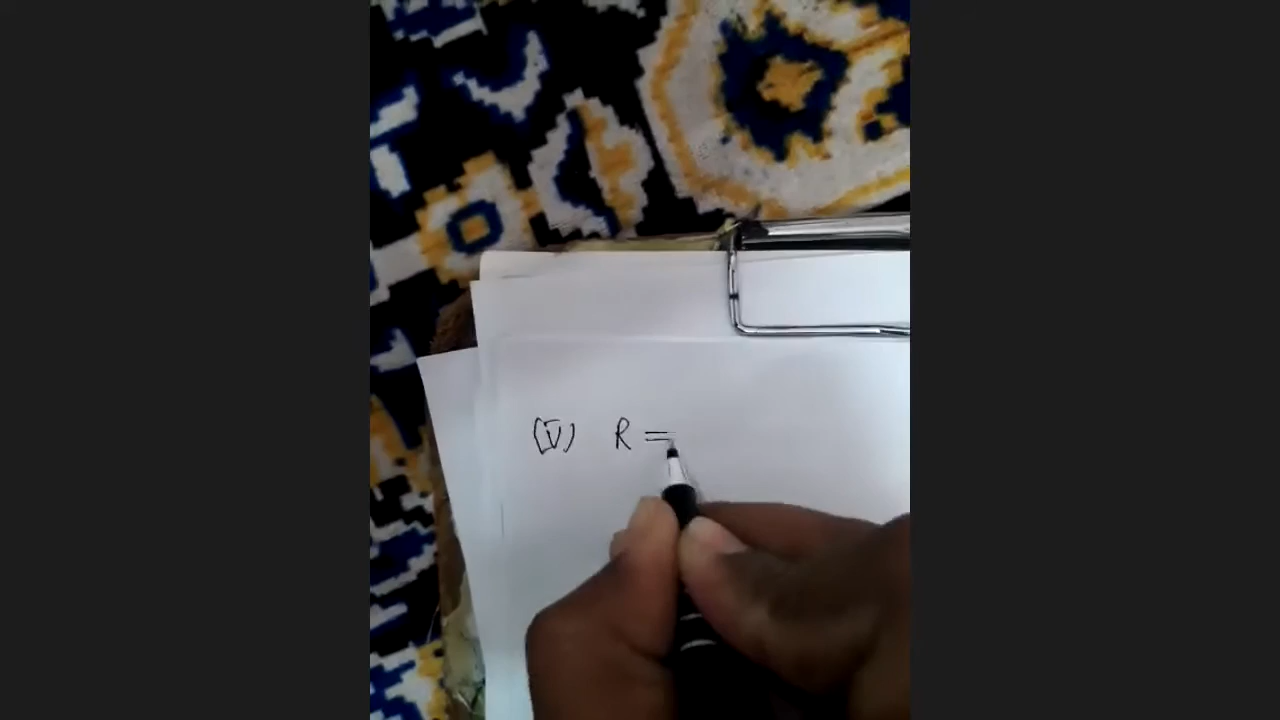 (V) R =